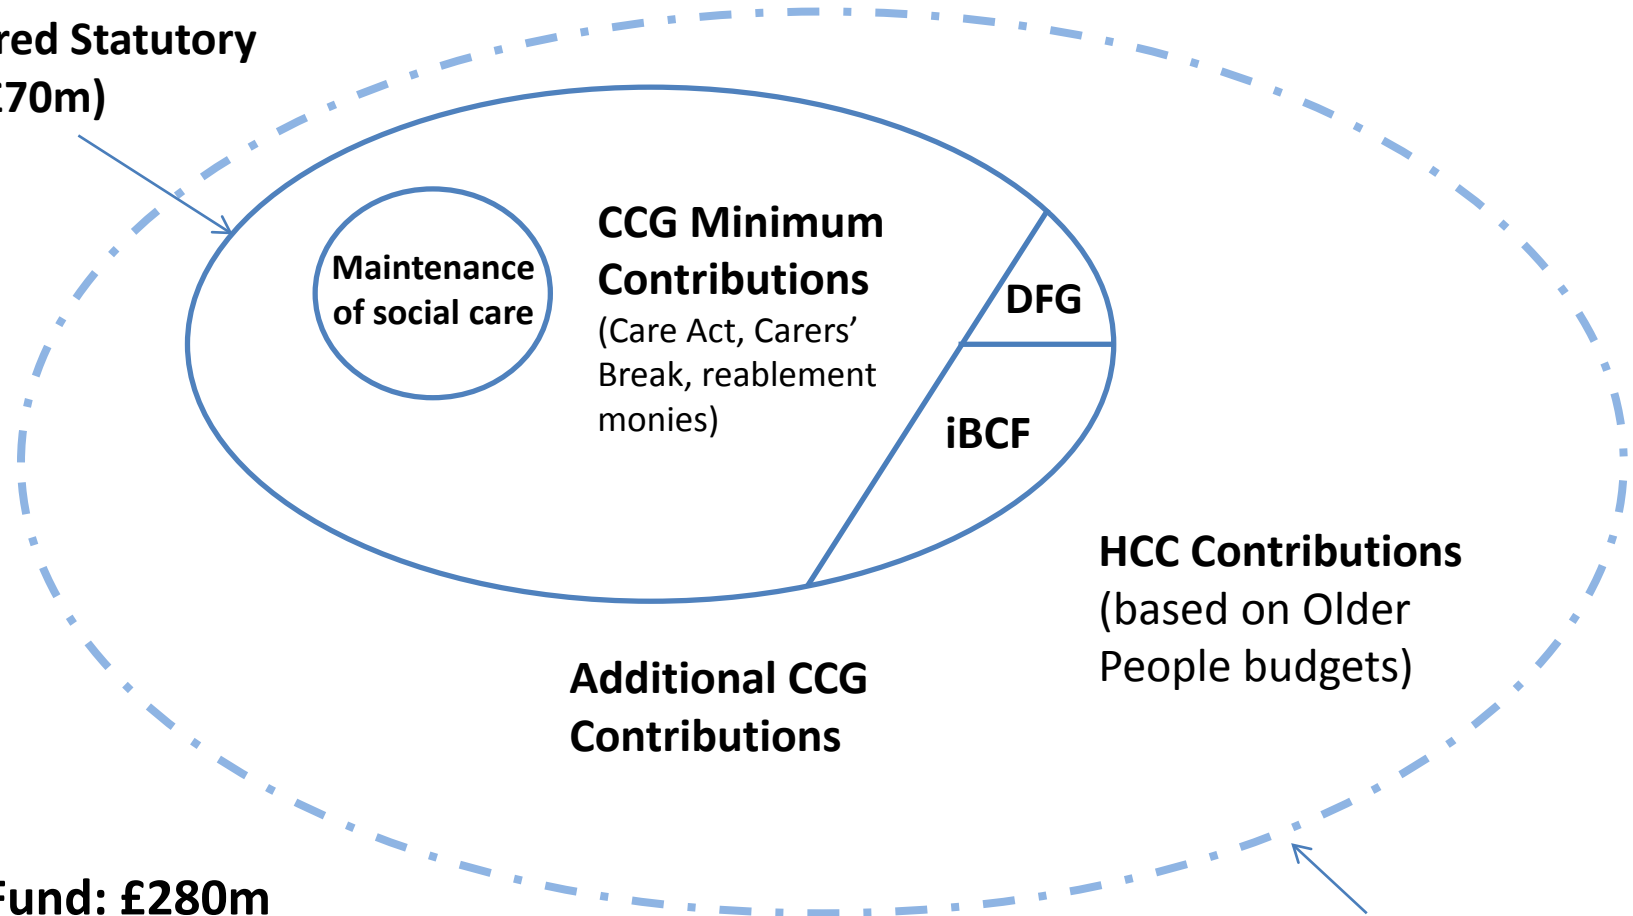 red Statutory
£70m)
Maintenance
of social care
CCG Minimum
Contributions
(Care Act, Carers’
Break, reablement
monies)
DFG
iBCF
HCC Contributions
(based on Older
People budgets)
Additional CCG
Contributions
Fund: £280m